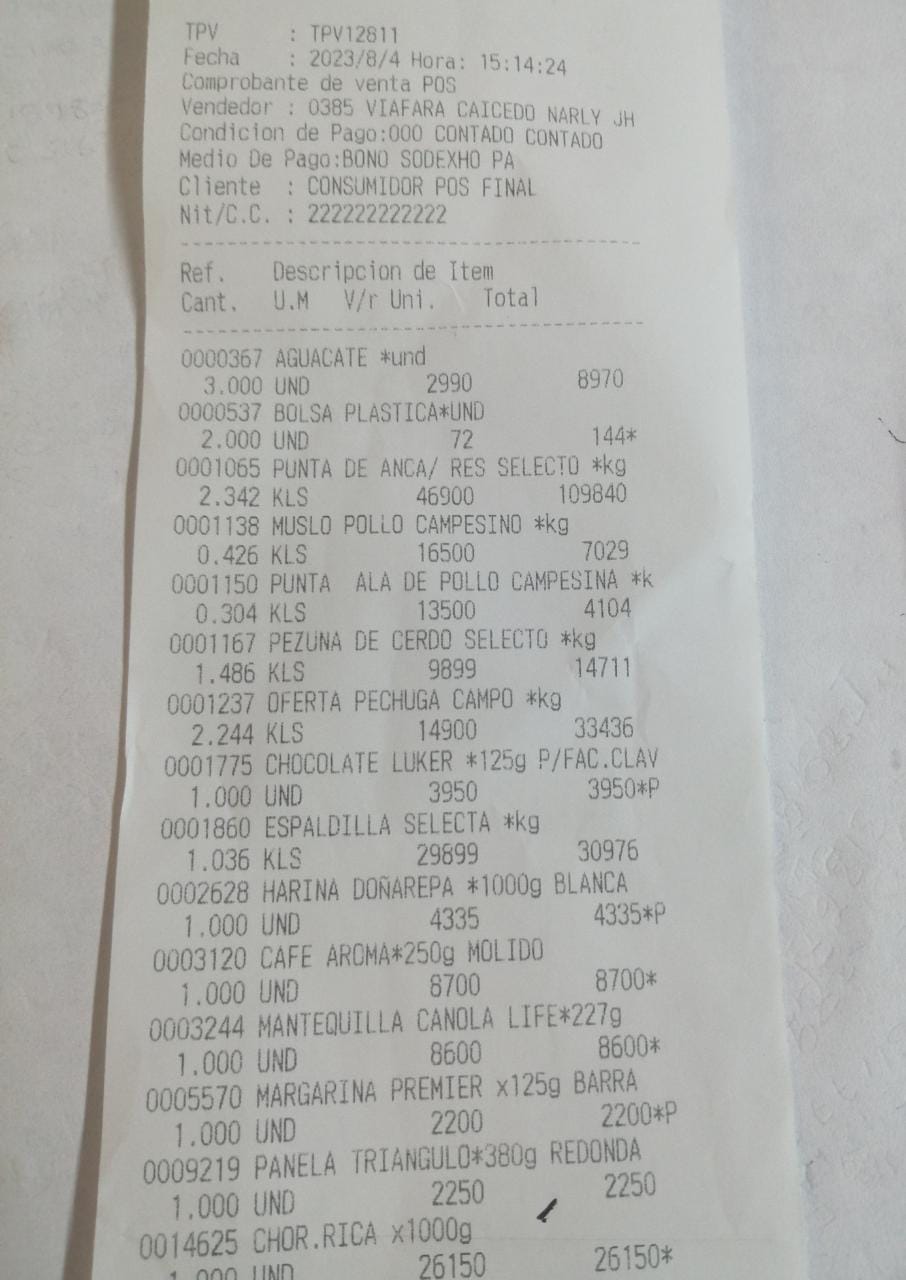 TPV : TPV12811
Fecha : 2023/8/4 Hora: 15:14:24
Comprobante de venta POS
Vendedor : 0385 VIAFARA CAICEDO NARLY JH
Condicion de Pago:000 CONTADO CONTADO
Medio De Pago:BONO SODEXHO PA
Cliente : CONSUMIDOR POS FINAL
Nit/C.C. : 222222222222
Ref. Descripcion de Item
Cant. U.M V/r Uni. Total
0000367 AGUACATE *und
3.000 UND 2990 8970
0000537 BOLSA PLASTICA*UND
2.000 UND 72 144*
0001065 PUNTA DE ANCA/ RES SELECTO *kg
2.342 KLS 46900 109840
0001138 MUSLO POLLO CAMPESINO *kg
0.426 KLS 16500 7029
0001150 PUNTA ALA DE POLLO CAMPESINA *k
0.304 KLS 13500 4104
0001167 PEZUNA DE CERDO SELECTO *kg
1.486 KLS 9899 14711
0001237 OFERTA PECHUGA CAMPO *kg
2.244 KLS 14900 33436
0001775 CHOCOLATE LUKER *125g P/FAC.CLAV
1.000 UND 3950 3950*P
0001860 ESPALDILLA SELECTA *kg
1.036 KLS 29899 30976
0002628 HARINA DOÑAREPA *1000g BLANCA
1.000 UND 4335 4335*P
0003120 CAFE AROMA*250g MOLIDO
1.000 UND 8700 8700*
0003244 MANTEQUILLA CANOLA LIFE*227g
1.000 UND 8600 8600*
0005570 MARGARINA PREMIER x125g BARRA
1.000 UND 2200 2200*P
0009219 PANELA TRIANGULO*380g REDONDA
1.000 UND 2250 2250
0014625 CHOR.RICA x1000g
1.000 UND 26150 26150*